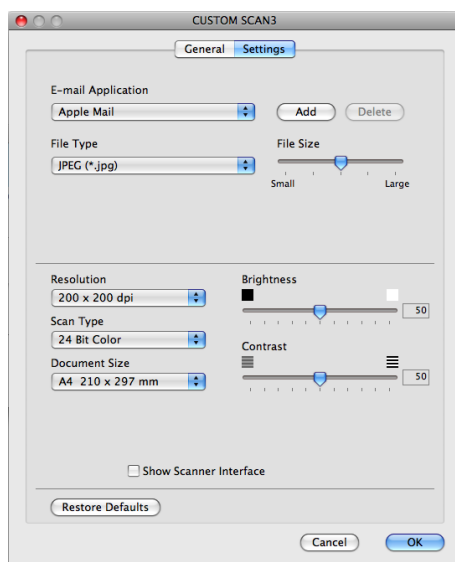 CUSTOM SCAN3
General Settings
E-mail Application
Apple Mail Add Delete
File Type File Size
JPEG (*.jpg)
Small Large
Resolution Brightness
200 x 200 dpi
50
Scan Type
24 Bit Color
Contrast
Document Size
A4 210 x 297 mm 50
Show Scanner Interface
Restore Defaults
Cancel OK